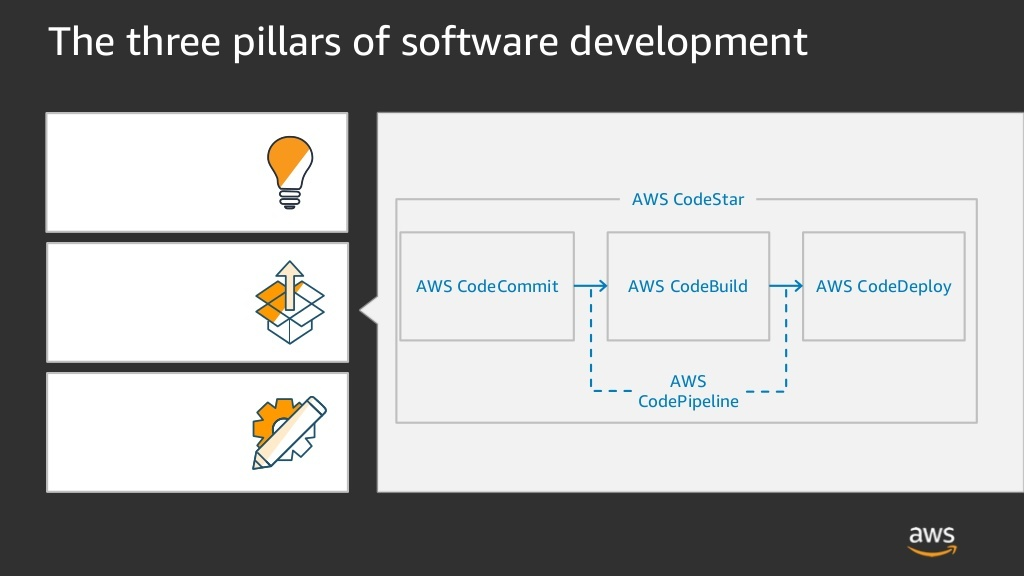 The three pillars of software development
AWS CodeStar
AWS CodeCommit
AWS CodeBuild
AWS CodeDeploy
AWS
CodePipeline
aws